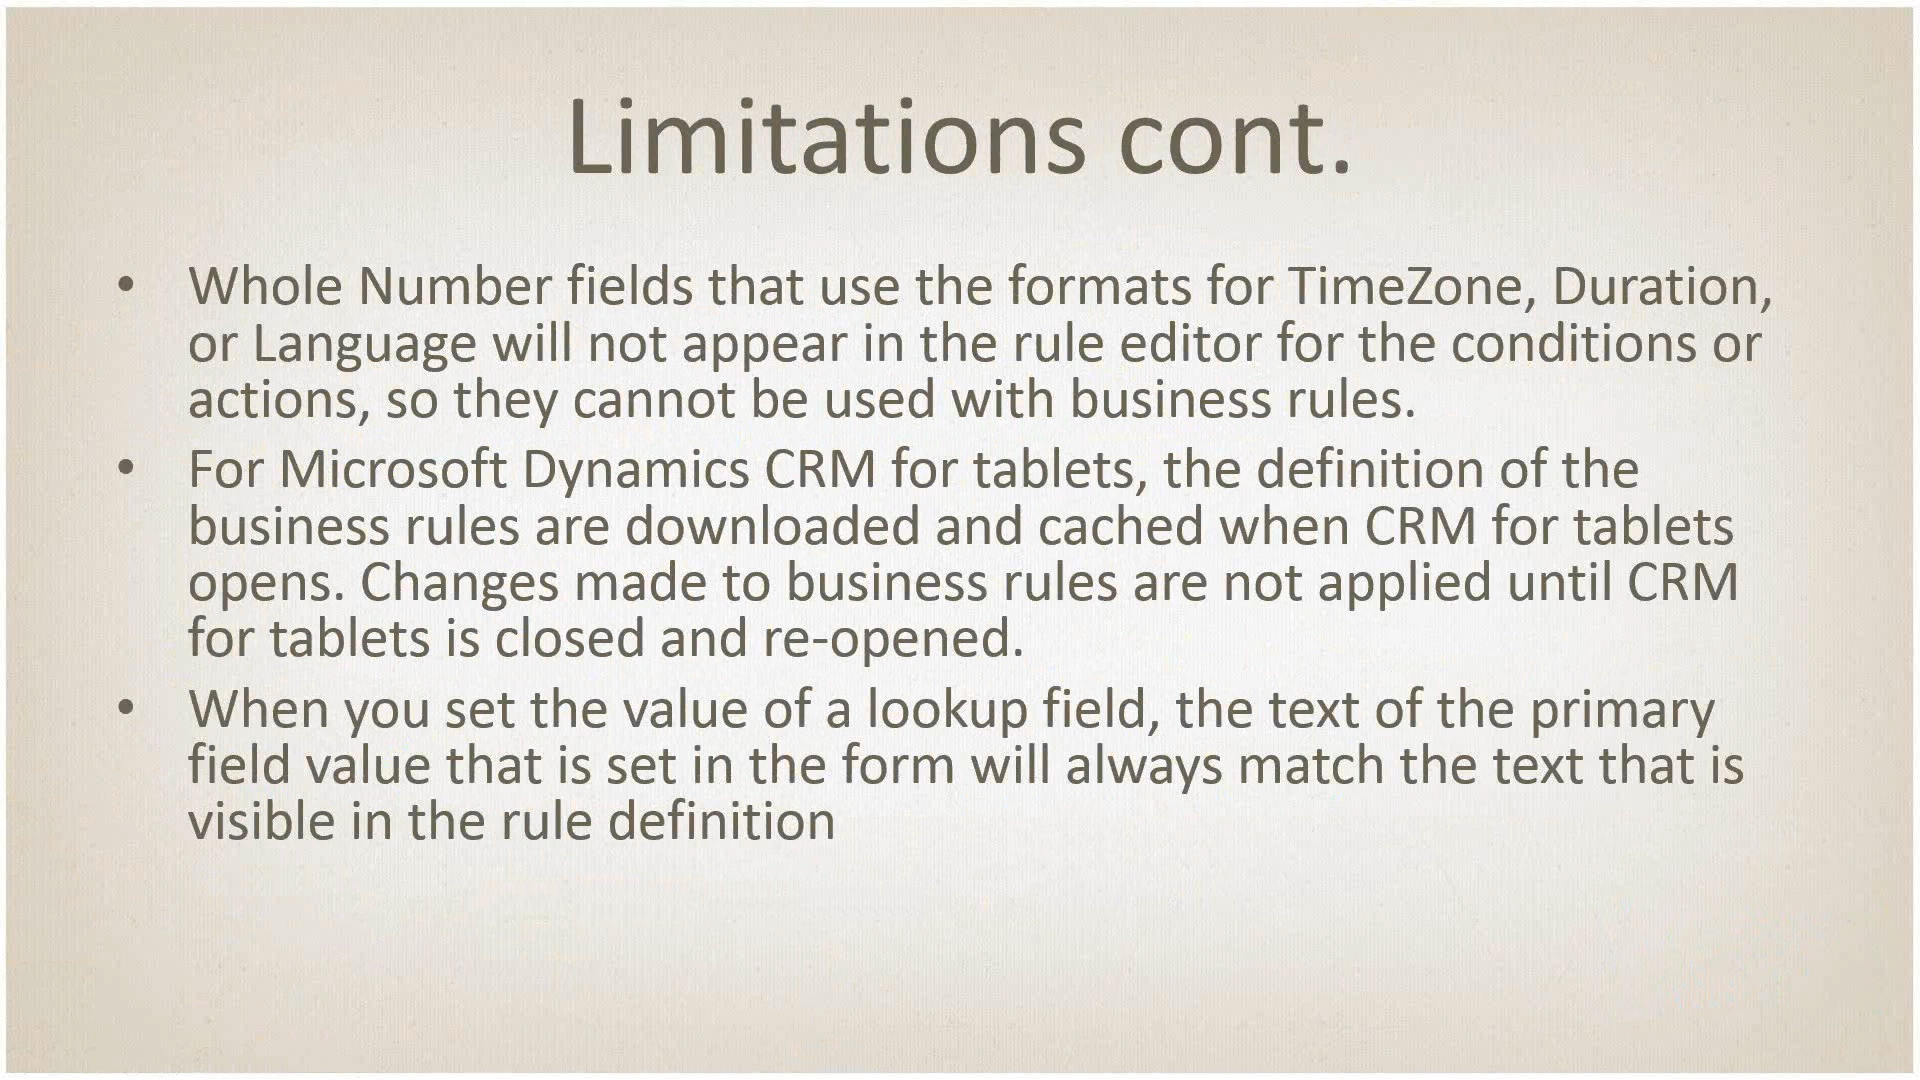 Limitations cont.
• Whole Number fields that use the formats for TimeZone, Duration,
or Language will not appear in the rule editor for the conditions or
actions, so they cannot be used with business rules.
• For Microsoft Dynamics CRM for tablets, the definition of the
business rules are downloaded and cached when CRM for tablets
opens. Changes made to business rules are not applied until CRM
for tablets is closed and re-opened.
• When you set the value of a lookup field, the text of the primary
field value that is set in the form will always match the text that is
visible in the rule definition